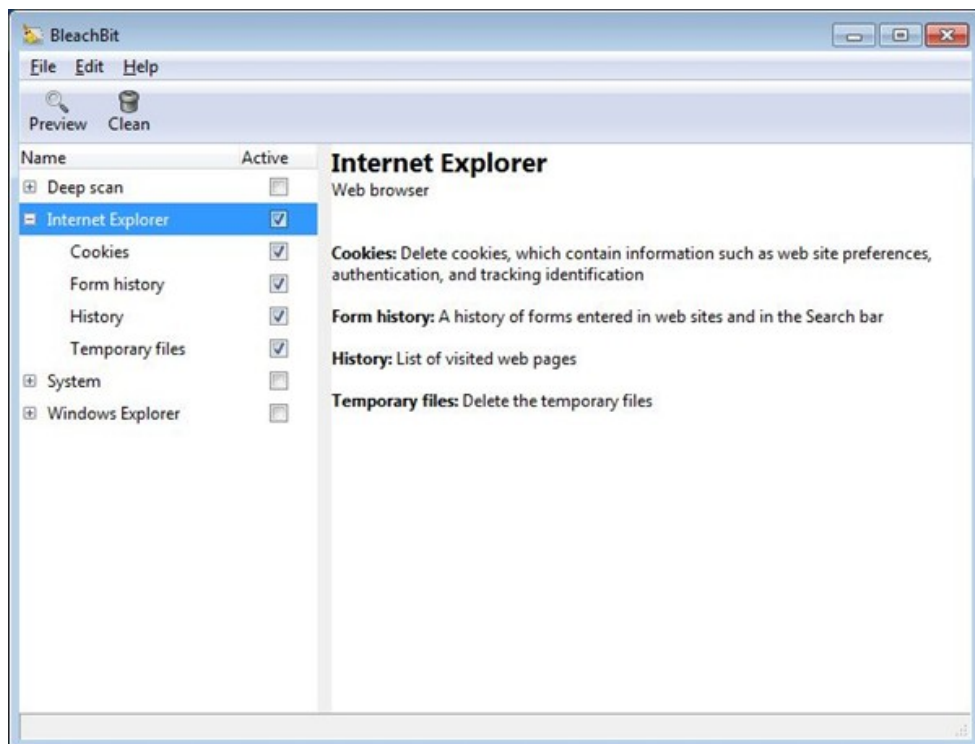 BleachBit
File Edit Help
Preview Clean
Name Active
Deep scan
Internet Explorer
Cookies
Form history
History
Temporary files
System
Windows Explorer
Internet Explorer
Web browser
Cookies: Delete cookies, which contain information such as web site preferences,
authentication, and tracking identification
Form history: A history of forms entered in web sites and in the Search bar
History: List of visited web pages
Temporary files: Delete the temporary files